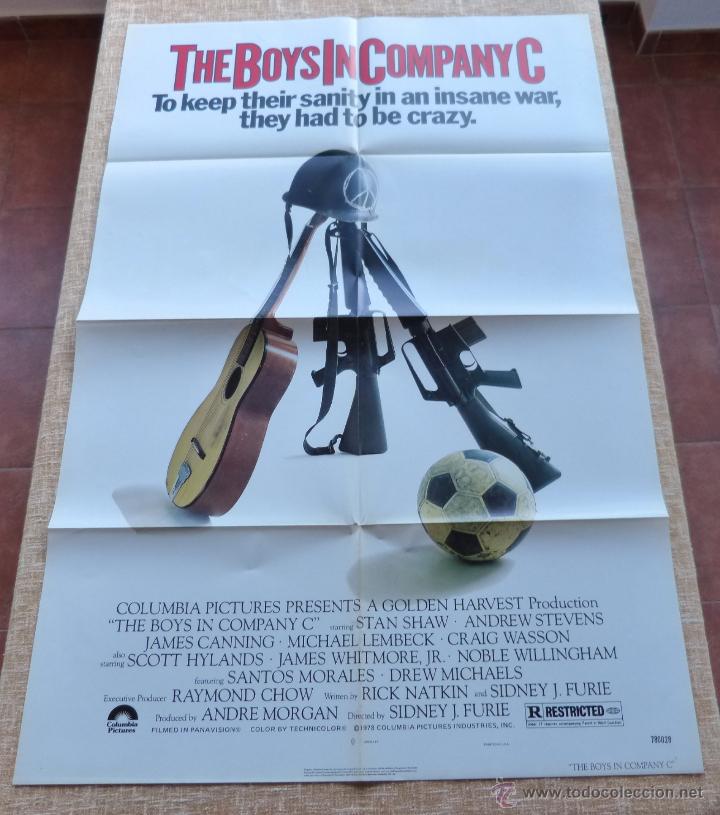 THE BOYS IN COMPANY C
To keep their sanity in an insane war,
they had to be crazy.
COLUMBIA PICTURES PRESENTS A GOLDEN HARVEST Production
"THE BOYS IN COMPANY C" starring STAN SHAW · ANDREW STEVENS
JAMES CANNING · MICHAEL LEMBECK · CRAIG WASSON
also starring SCOTT HYLANDS · JAMES WHITMORE, JR. · NOBLE WILLINGHAM
featuring SANTOS MORALES · DREW MICHAELS
Executive Producer RAYMOND CHOW Written by RICK NATKIN and SIDNEY J. FURIE
Produced by ANDRE MORGAN Directed by SIDNEY J. FURIE
Columbia
Pictures
FILMED IN PANAVISION® COLOR BY TECHNICOLOR® ©1978 COLUMBIA PICTURES INDUSTRIES, INC.
R RESTRICTED
"THE BOYS IN COMPANY C"
© www.todocoleccion.net